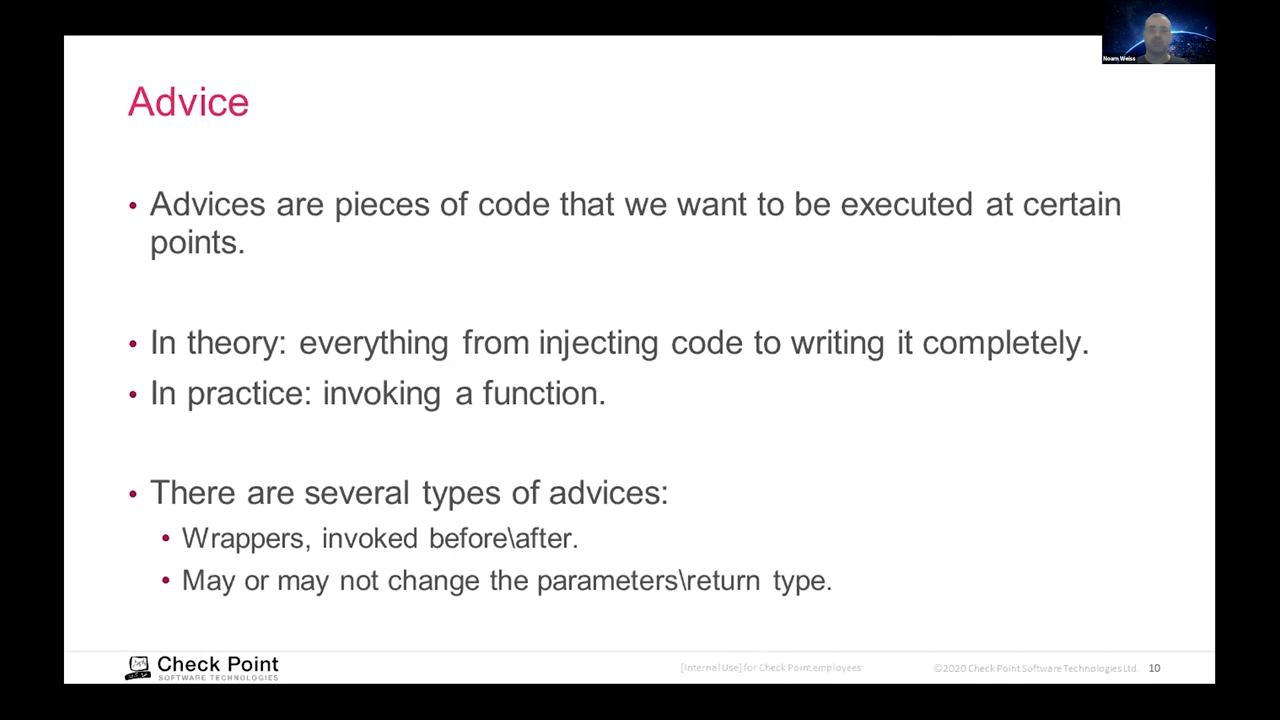 Noam Weiss
Advice
• Advices are pieces of code that we want to be executed at certain
points.
• In theory: everything from injecting code to writing it completely.
• In practice: invoking a function.
• There are several types of advices:
• Wrappers, invoked before\after.
• May or may not change the parameters\return type.
Check Point
SOFTWARE TECHNOLOGIES
[Internal Use] for Check Point employees
©2020 Check Point Software Technologies Ltd.
10